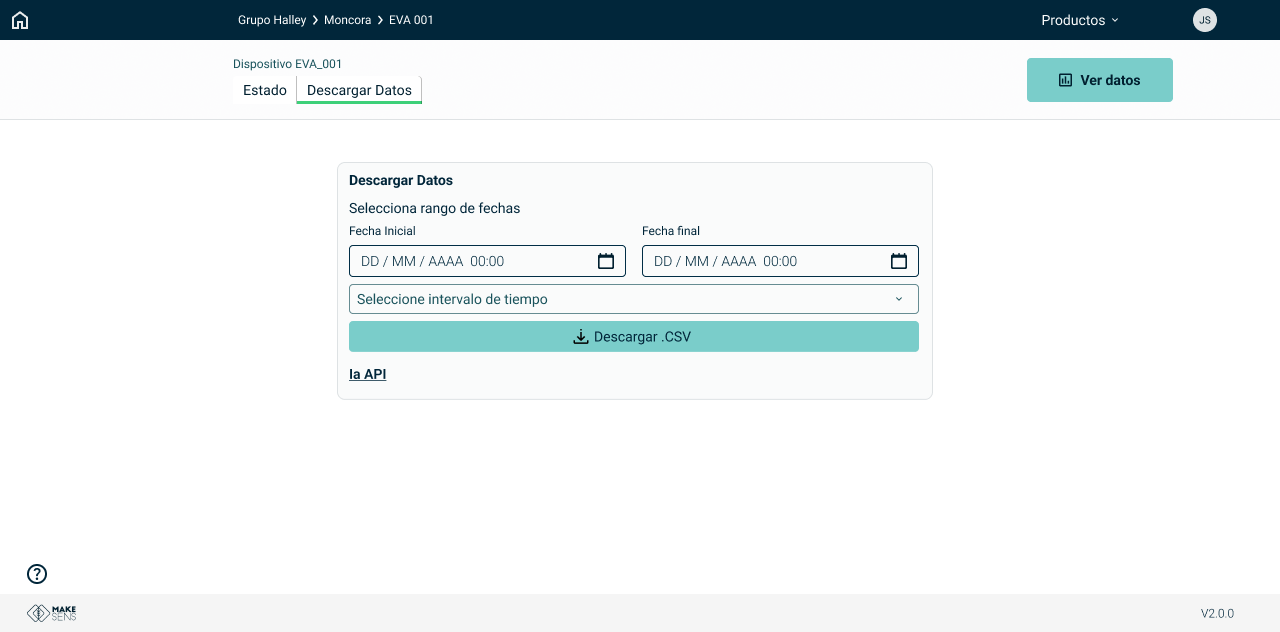 Grupo Halley > Moncora > EVA 001
Productos
JS
Dispositivo EVA_001
Estado
Descargar Datos
Ver datos
Descargar Datos
Selecciona rango de fechas
Fecha Inicial
Fecha final
DD / MM / AAAA 00:00
DD / MM / AAAA 00:00
Seleccione intervalo de tiempo
Descargar .CSV
la API
?
MAKE
SENS
V2.0.0